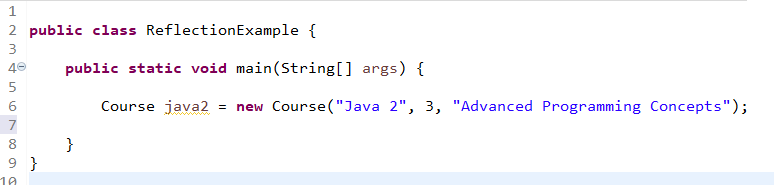 1
2 public class ReflectionExample {
3
4 public static void main(String[] args) {
5
6 Course java2 = new Course("Java 2", 3, "Advanced Programming Concepts");
7
8 }
9 }
10